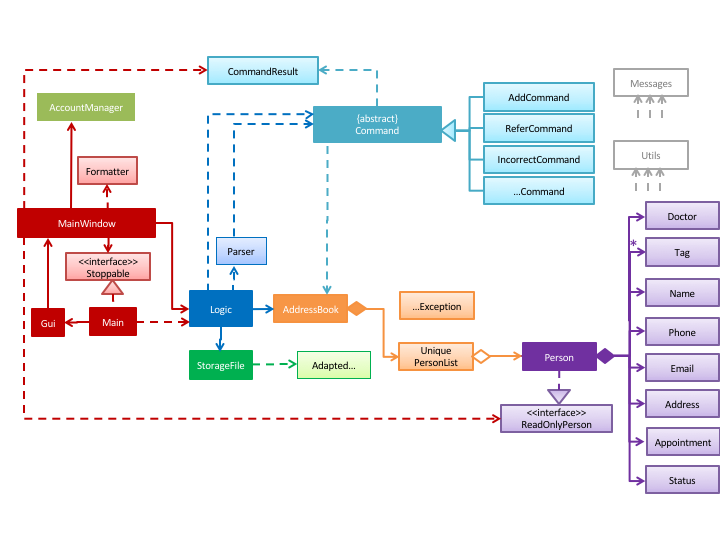 CommandResult
Messages
AccountManager
AddCommand
{abstract}
Command
ReferCommand
Formatter
IncorrectCommand
Utils
...Command
MainWindow
Doctor
*
Parser
Tag
<<interface>>
Stoppable
Name
Logic
AddressBook
...Exception
Gui
Main
Phone
Unique
PersonList
Person
StorageFile
Adapted...
Email
Address
<<interface>>
ReadOnlyPerson
Appointment
Status